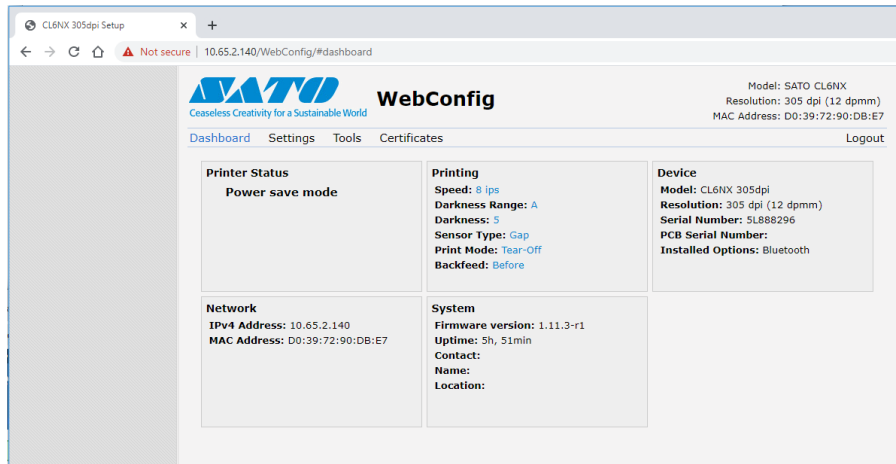 CL6NX 305dpi Setup
Not secure | 10.65.2.140/WebConfig/#dashboard
SATO
Ceaseless Creativity for a Sustainable World
WebConfig
Model: SATO CL6NX
Resolution: 305 dpi (12 dpmm)
MAC Address: D0:39:72:90:DB:E7
Dashboard Settings Tools Certificates Logout
Printer Status
Power save mode
Printing
Speed: 8 ips
Darkness Range: A
Darkness: 5
Sensor Type: Gap
Print Mode: Tear-Off
Backfeed: Before
Device
Model: CL6NX 305dpi
Resolution: 305 dpi (12 dpmm)
Serial Number: 5L888296
PCB Serial Number:
Installed Options: Bluetooth
Network
IPv4 Address: 10.65.2.140
MAC Address: D0:39:72:90:DB:E7
System
Firmware version: 1.11.3-r1
Uptime: 5h, 51min
Contact:
Name:
Location: